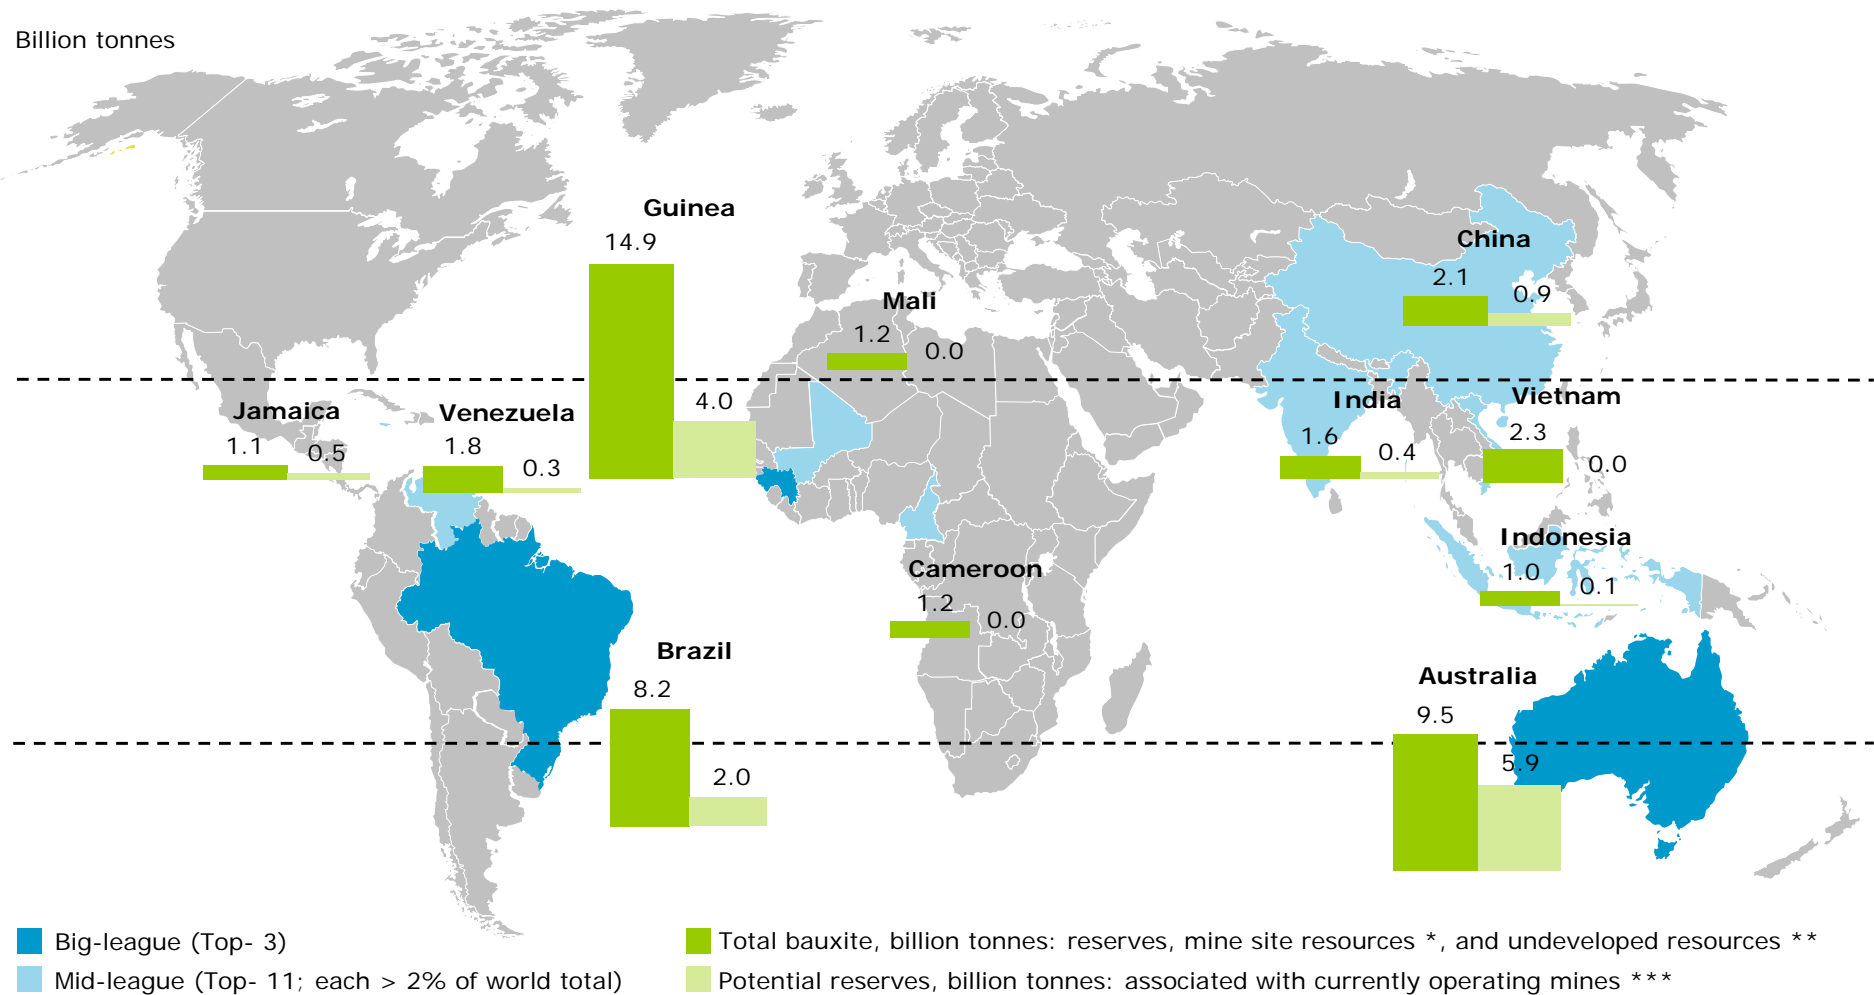 Billion tonnes
Guinea
14.9
4.0
China
2.1
0.9
Mali
1.2
0.0
Jamaica
1.1
0.5
Venezuela
1.8
0.3
India
1.6
0.4
Vietnam
2.3
0.0
Indonesia
1.0
0.1
Cameroon
1.2
0.0
Brazil
8.2
2.0
Australia
9.5
5.9
Big-league (Top- 3)
Mid-league (Top- 11; each > 2% of world total)
Total bauxite, billion tonnes: reserves, mine site resources *, and undeveloped resources **
Potential reserves, billion tonnes: associated with currently operating mines ***